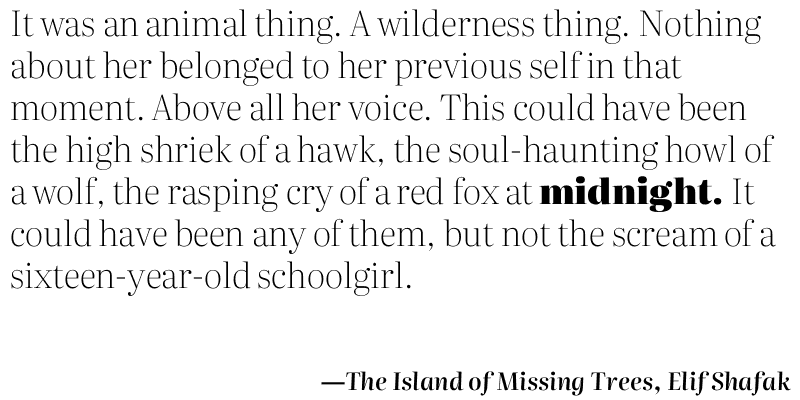 It was an animal thing. A wilderness thing. Nothing
about her belonged to her previous self in that
moment. Above all her voice. This could have been
the high shriek of a hawk, the soul-haunting howl of
a wolf, the rasping cry of a red fox at midnight. It
could have been any of them, but not the scream of a
sixteen-year-old schoolgirl.
—The Island of Missing Trees, Elif Shafak